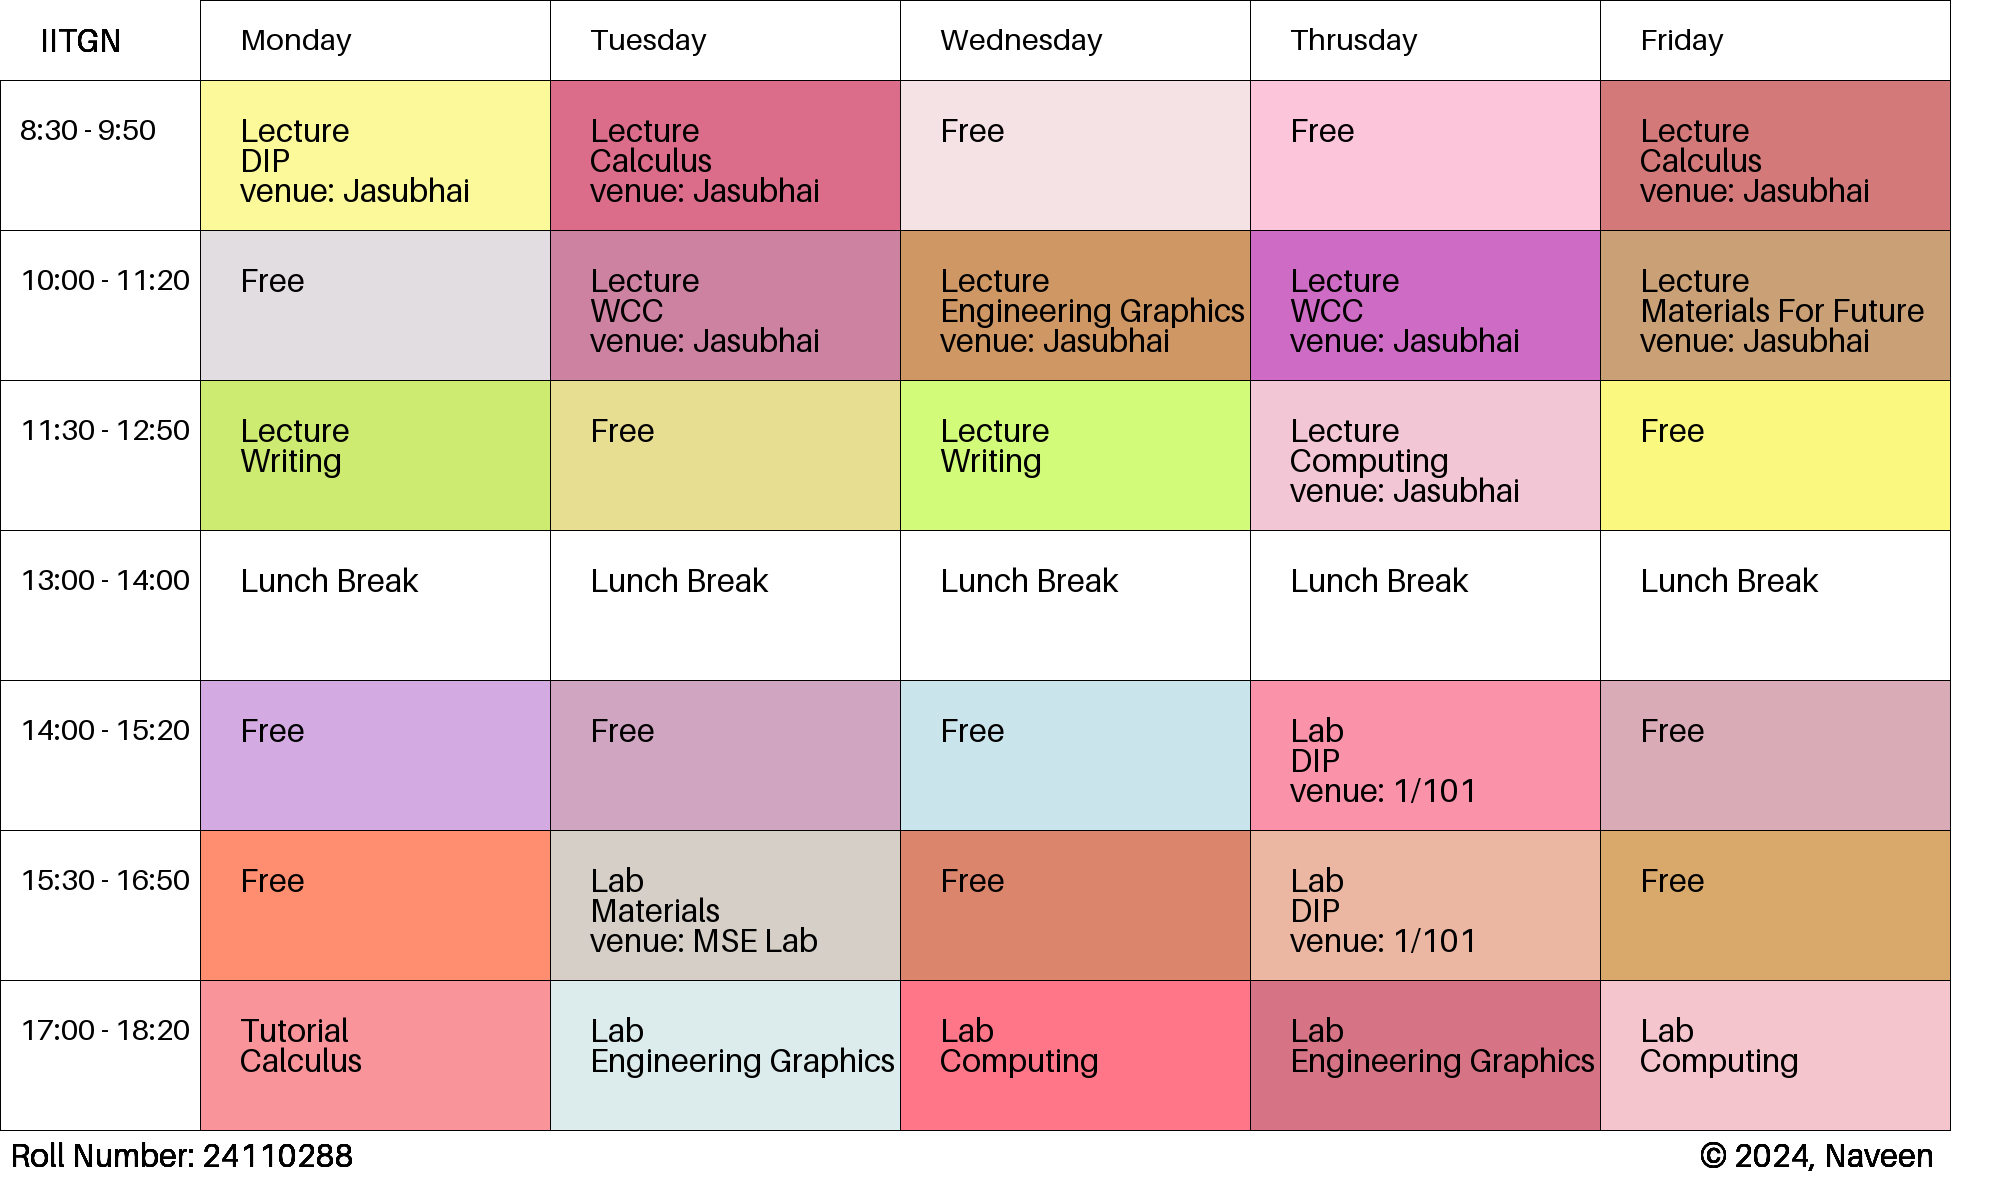 IITGN
Monday
Tuesday
Wednesday
Thrusday
Friday
8:30 - 9:50
Lecture
DIP
venue: Jasubhai
Lecture
Calculus
venue: Jasubhai
Free
Free
Lecture
Calculus
venue: Jasubhai
10:00 - 11:20
Free
Lecture
WCC
venue: Jasubhai
Lecture
Engineering Graphics
venue: Jasubhai
Lecture
WCC
venue: Jasubhai
Lecture
Materials For Future
venue: Jasubhai
11:30 - 12:50
Lecture
Writing
Free
Lecture
Writing
Lecture
Computing
venue: Jasubhai
Free
13:00 - 14:00
Lunch Break
Lunch Break
Lunch Break
Lunch Break
Lunch Break
14:00 - 15:20
Free
Free
Free
Lab
DIP
venue: 1/101
Free
15:30 - 16:50
Free
Lab
Materials
venue: MSE Lab
Free
Lab
DIP
venue: 1/101
Free
17:00 - 18:20
Tutorial
Calculus
Lab
Engineering Graphics
Lab
Computing
Lab
Engineering Graphics
Lab
Computing
Roll Number: 24110288
© 2024, Naveen